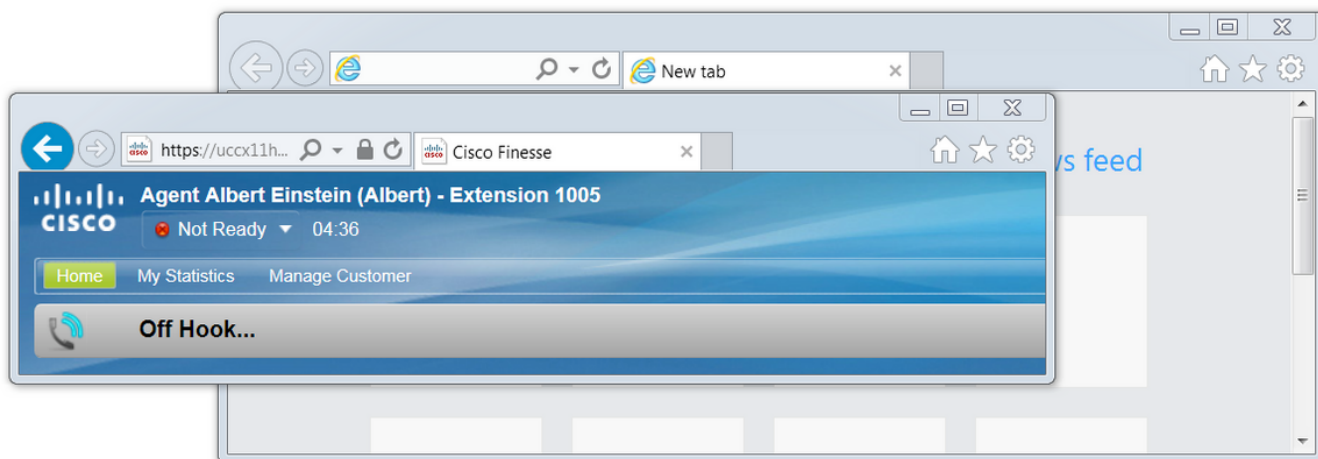 New tab
https://uccx11h...
Cisco Finesse
vs feed
CISCO
Agent Albert Einstein (Albert) - Extension 1005
Not Ready 04:36
Home My Statistics Manage Customer
Off Hook...